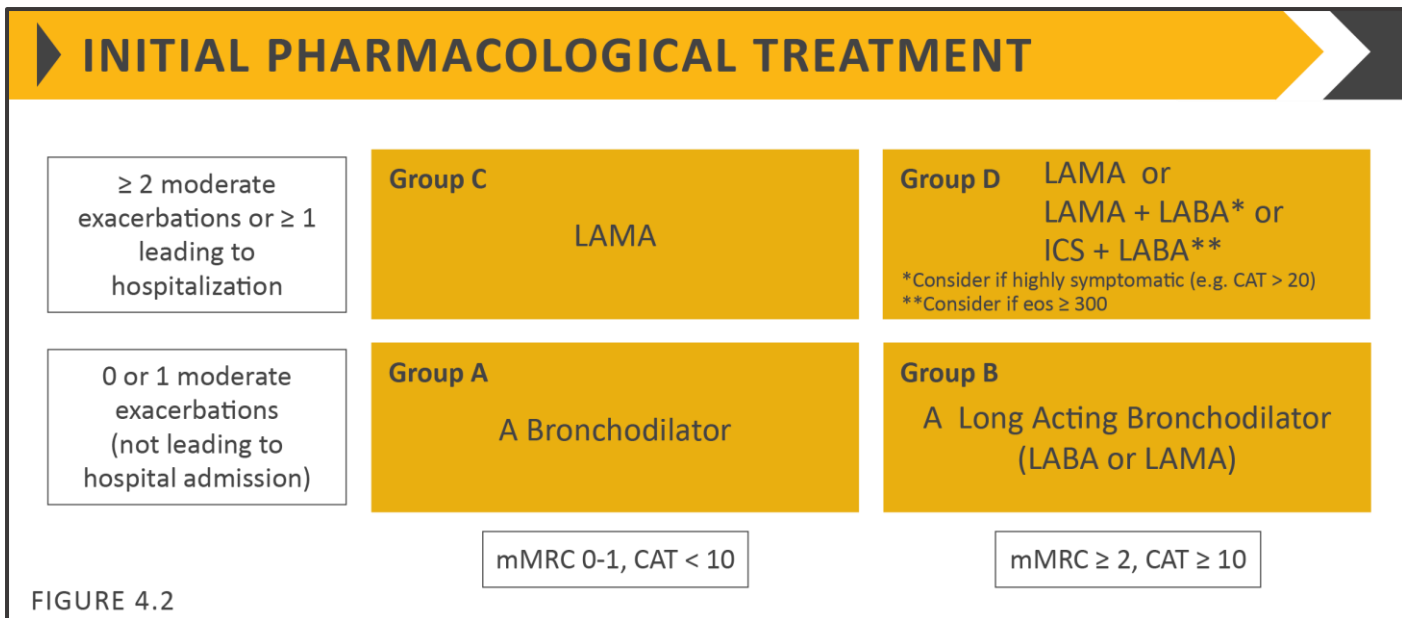 INITIAL PHARMACOLOGICAL TREATMENT
≥ 2 moderate
exacerbations or ≥ 1
leading to
hospitalization
Group C
LAMA
Group D
LAMA or
LAMA + LABA* or
ICS + LABA**
*Consider if highly symptomatic (e.g. CAT > 20)
**Consider if eos ≥ 300
0 or 1 moderate
exacerbations
(not leading to
hospital admission)
Group A
A Bronchodilator
Group B
A Long Acting Bronchodilator
(LABA or LAMA)
mMRC 0-1, CAT < 10
mMRC ≥ 2, CAT ≥ 10
FIGURE 4.2